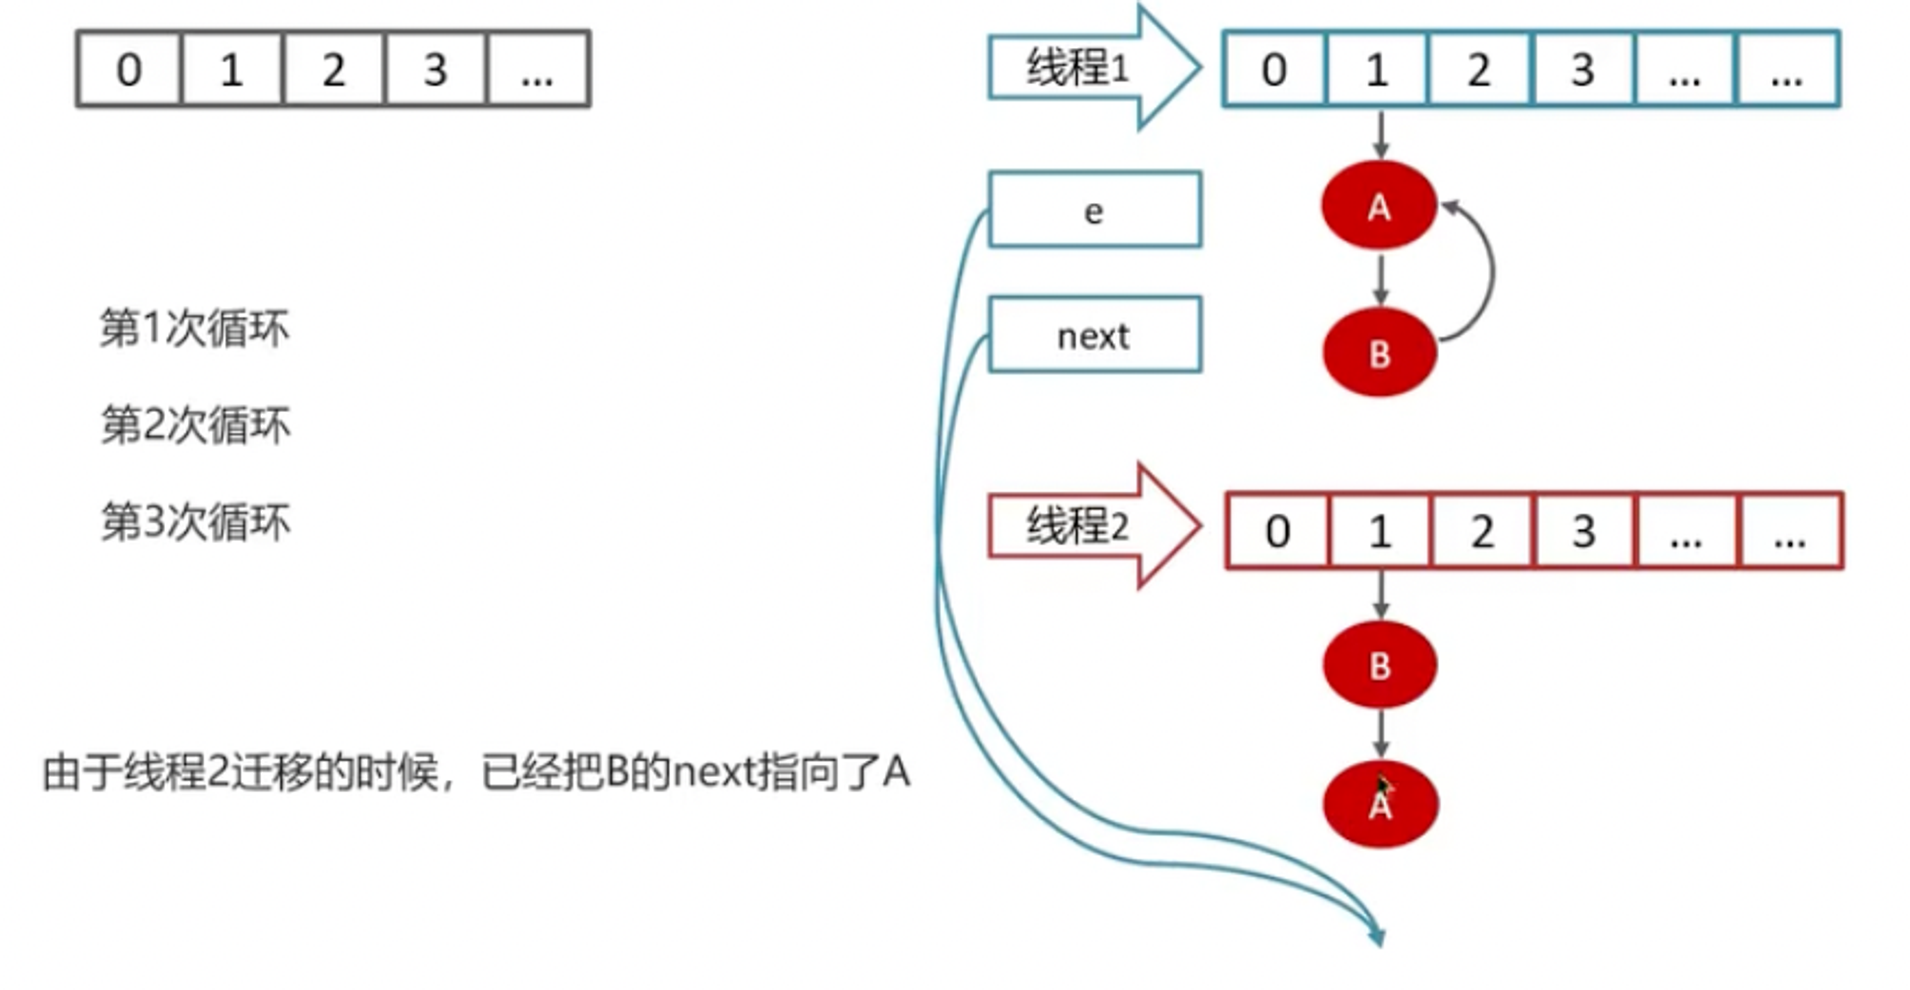 0 1 2 3 ...
线程1
0 1 2 3 ... ...
A
e
B
next
第1次循环
第2次循环
第3次循环
线程2
0 1 2 3 ... ...
B
由于线程2迁移的时候，已经把B的next指向了A
A